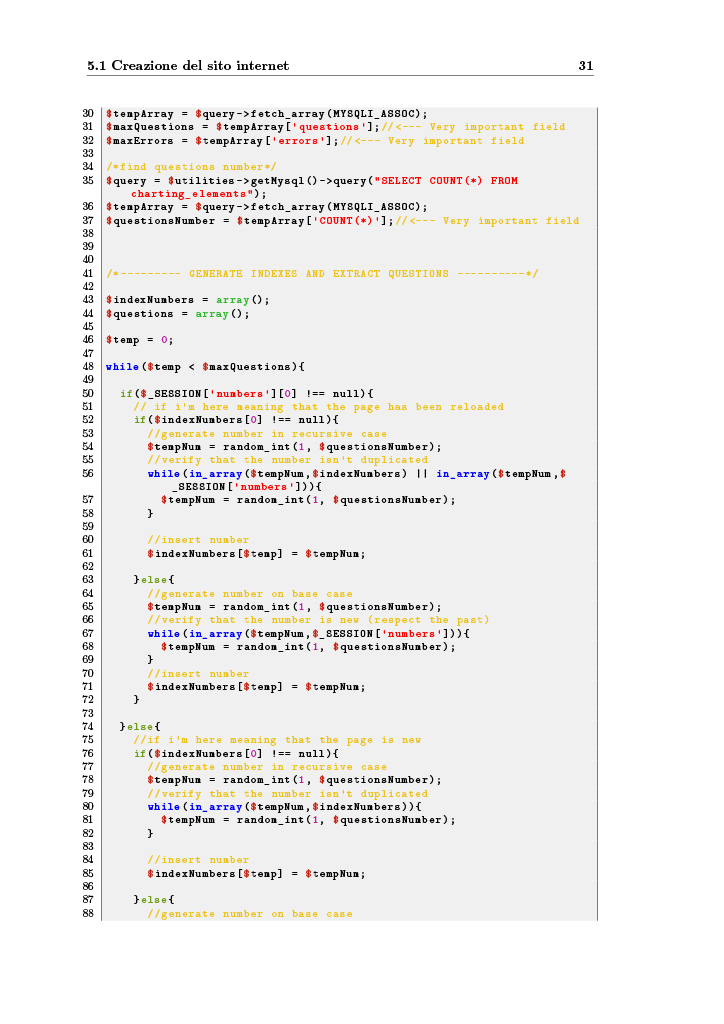 5.1 Creazione del sito internet 31
30 $tempArray = $query->fetch_array(MYSQLI_ASSOC);
31 $maxQuestions = $tempArray['questions'];//<--- Very important field
32 $maxErrors = $tempArray['errors'];//<--- Very important field
33
34 /*find questions number*/
35 $query = $utilities->getMysql()->query("SELECT COUNT(*) FROM
charting_elements");
36 $tempArray = $query->fetch_array(MYSQLI_ASSOC);
37 $questionsNumber = $tempArray['COUNT(*)'];//<--- Very important field
38
39
40
41 /*--------- GENERATE INDEXES AND EXTRACT QUESTIONS ----------*/
42
43 $indexNumbers = array();
44 $questions = array();
45
46 $temp = 0;
47
48 while($temp < $maxQuestions){
49
50   if($_SESSION['numbers'][0] !== null){
51     // if i'm here meaning that the page has been reloaded
52     if($indexNumbers[0] !== null){
53       //generate number in recursive case
54       $tempNum = random_int(1, $questionsNumber);
55       //verify that the number isn't duplicated
56       while(in_array($tempNum,$indexNumbers) || in_array($tempNum,$
_SESSION['numbers'])){
57         $tempNum = random_int(1, $questionsNumber);
58       }
59
60       //insert number
61       $indexNumbers[$temp] = $tempNum;
62
63     }else{
64       //generate number on base case
65       $tempNum = random_int(1, $questionsNumber);
66       //verify that the number is new (respect the past)
67       while(in_array($tempNum,$_SESSION['numbers'])){
68         $tempNum = random_int(1, $questionsNumber);
69       }
70       //insert number
71       $indexNumbers[$temp] = $tempNum;
72     }
73
74   }else{
75     //if i'm here meaning that the page is new
76     if($indexNumbers[0] !== null){
77       //generate number in recursive case
78       $tempNum = random_int(1, $questionsNumber);
79       //verify that the number isn't duplicated
80       while(in_array($tempNum,$indexNumbers)){
81         $tempNum = random_int(1, $questionsNumber);
82       }
83
84       //insert number
85       $indexNumbers[$temp] = $tempNum;
86
87     }else{
88       //generate number on base case